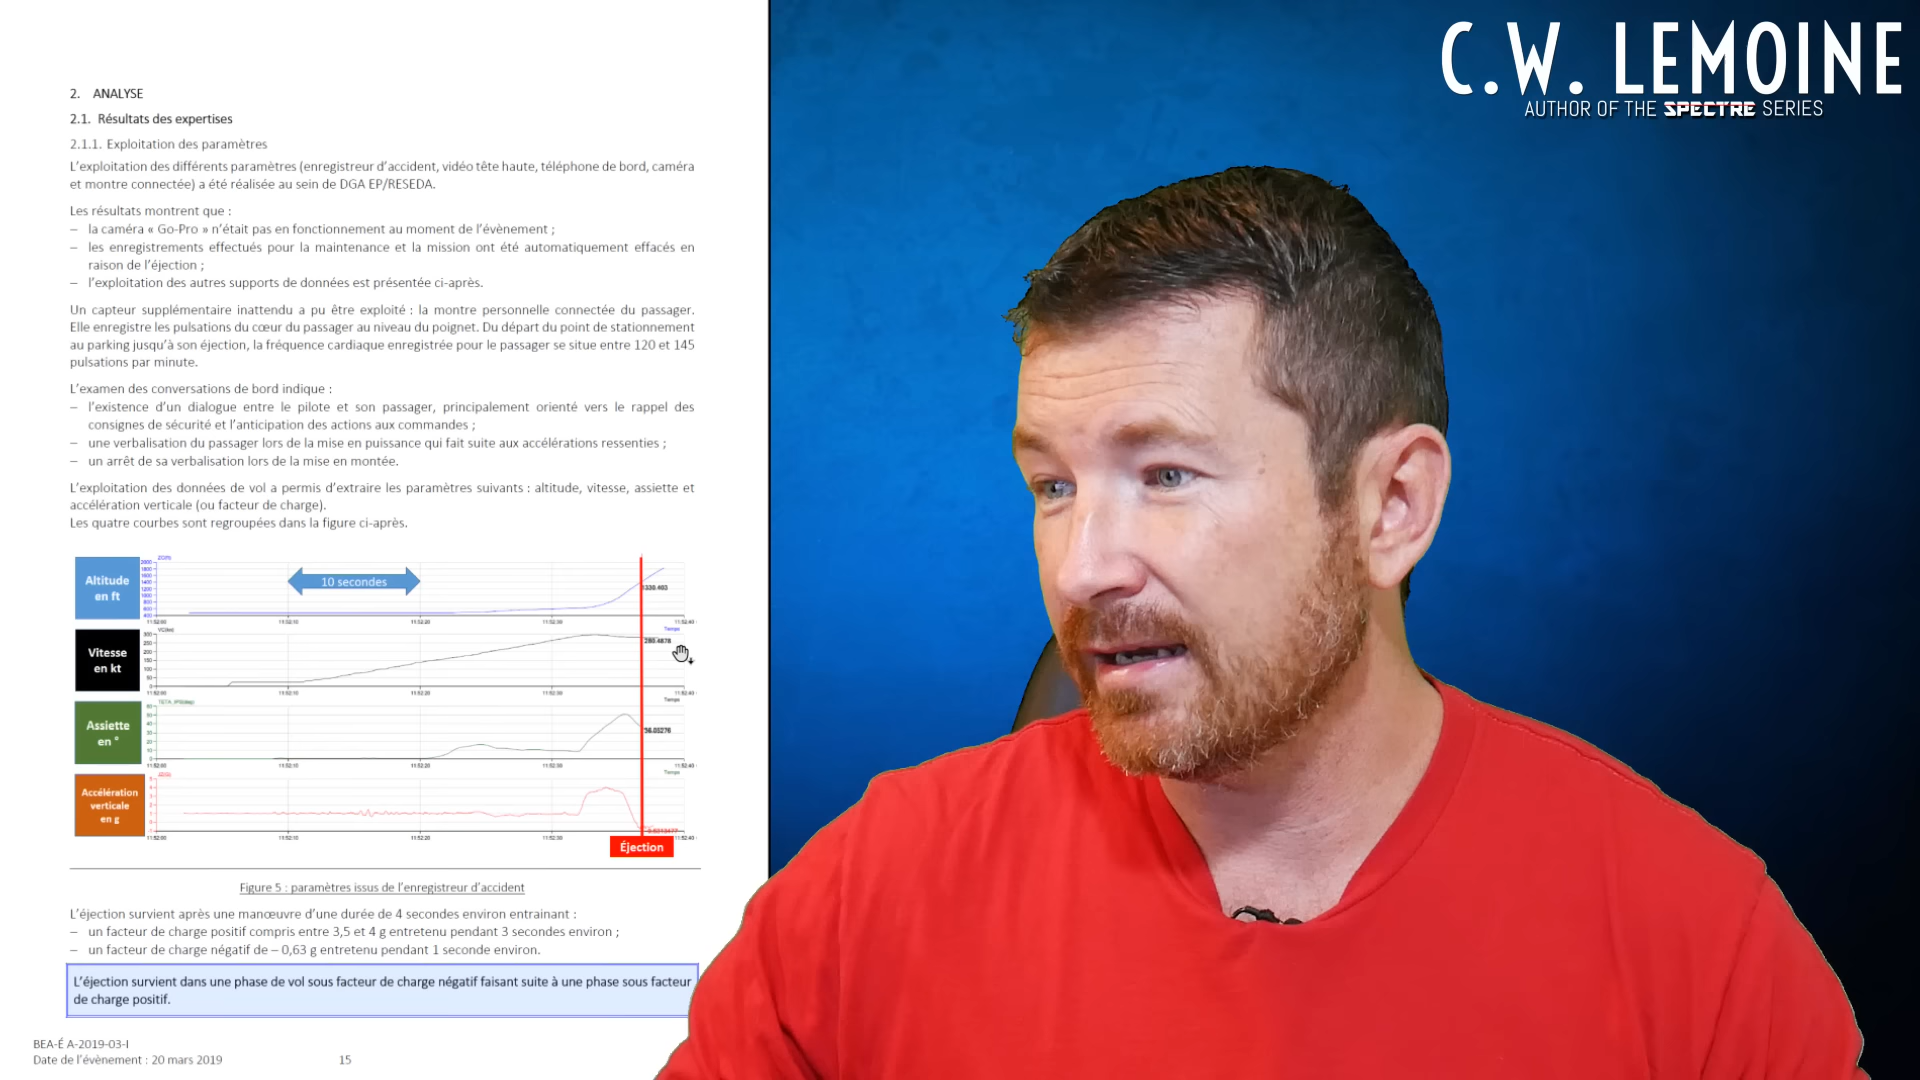 C.W. LEMOINE
AUTHOR OF THE SPECTRE SERIES
2. ANALYSE
2.1. Résultats des expertises
2.1.1. Exploitation des paramètres
L'exploitation des différents paramètres (enregistreur d'accident, vidéo tête haute, téléphone de bord, caméra
et montre connectée) a été réalisée au sein de DGA EP/RESEDA.
Les résultats montrent que :
– la caméra « Go-Pro » n'était pas en fonctionnement au moment de l'évènement ;
– les enregistrements effectués pour la maintenance et la mission ont été automatiquement effacés en
raison de l'éjection ;
– l'exploitation des autres supports de données est présentée ci-après.
Un capteur supplémentaire inattendu a pu être exploité : la montre personnelle connectée du passager.
Elle enregistre les pulsations du cœur du passager au niveau du poignet. Du départ du point de stationnement
au parking jusqu'à son éjection, la fréquence cardiaque enregistrée pour le passager se situe entre 120 et 145
pulsations par minute.
L'examen des conversations de bord indique :
– l'existence d'un dialogue entre le pilote et son passager, principalement orienté vers le rappel des
consignes de sécurité et l'anticipation des actions aux commandes ;
– une verbalisation du passager lors de la mise en puissance qui fait suite aux accélérations ressenties ;
– un arrêt de sa verbalisation lors de la mise en montée.
L'exploitation des données de vol a permis d'extraire les paramètres suivants : altitude, vitesse, assiette et
accélération verticale (ou facteur de charge).
Les quatre courbes sont regroupées dans la figure ci-après.
Altitude
en ft
10 secondes
Vitesse
en kt
Assiette
en °
Accélération
verticale
en g
Éjection
Figure 5 : paramètres issus de l'enregistreur d'accident
L'éjection survient après une manœuvre d'une durée de 4 secondes environ entrainant :
– un facteur de charge positif compris entre 3,5 et 4 g entretenu pendant 3 secondes environ ;
– un facteur de charge négatif de – 0,63 g entretenu pendant 1 seconde environ.
L'éjection survient dans une phase de vol sous facteur de charge négatif faisant suite à une phase sous facteur
de charge positif.
BEA-É A-2019-03-I
Date de l'évènement : 20 mars 2019
15